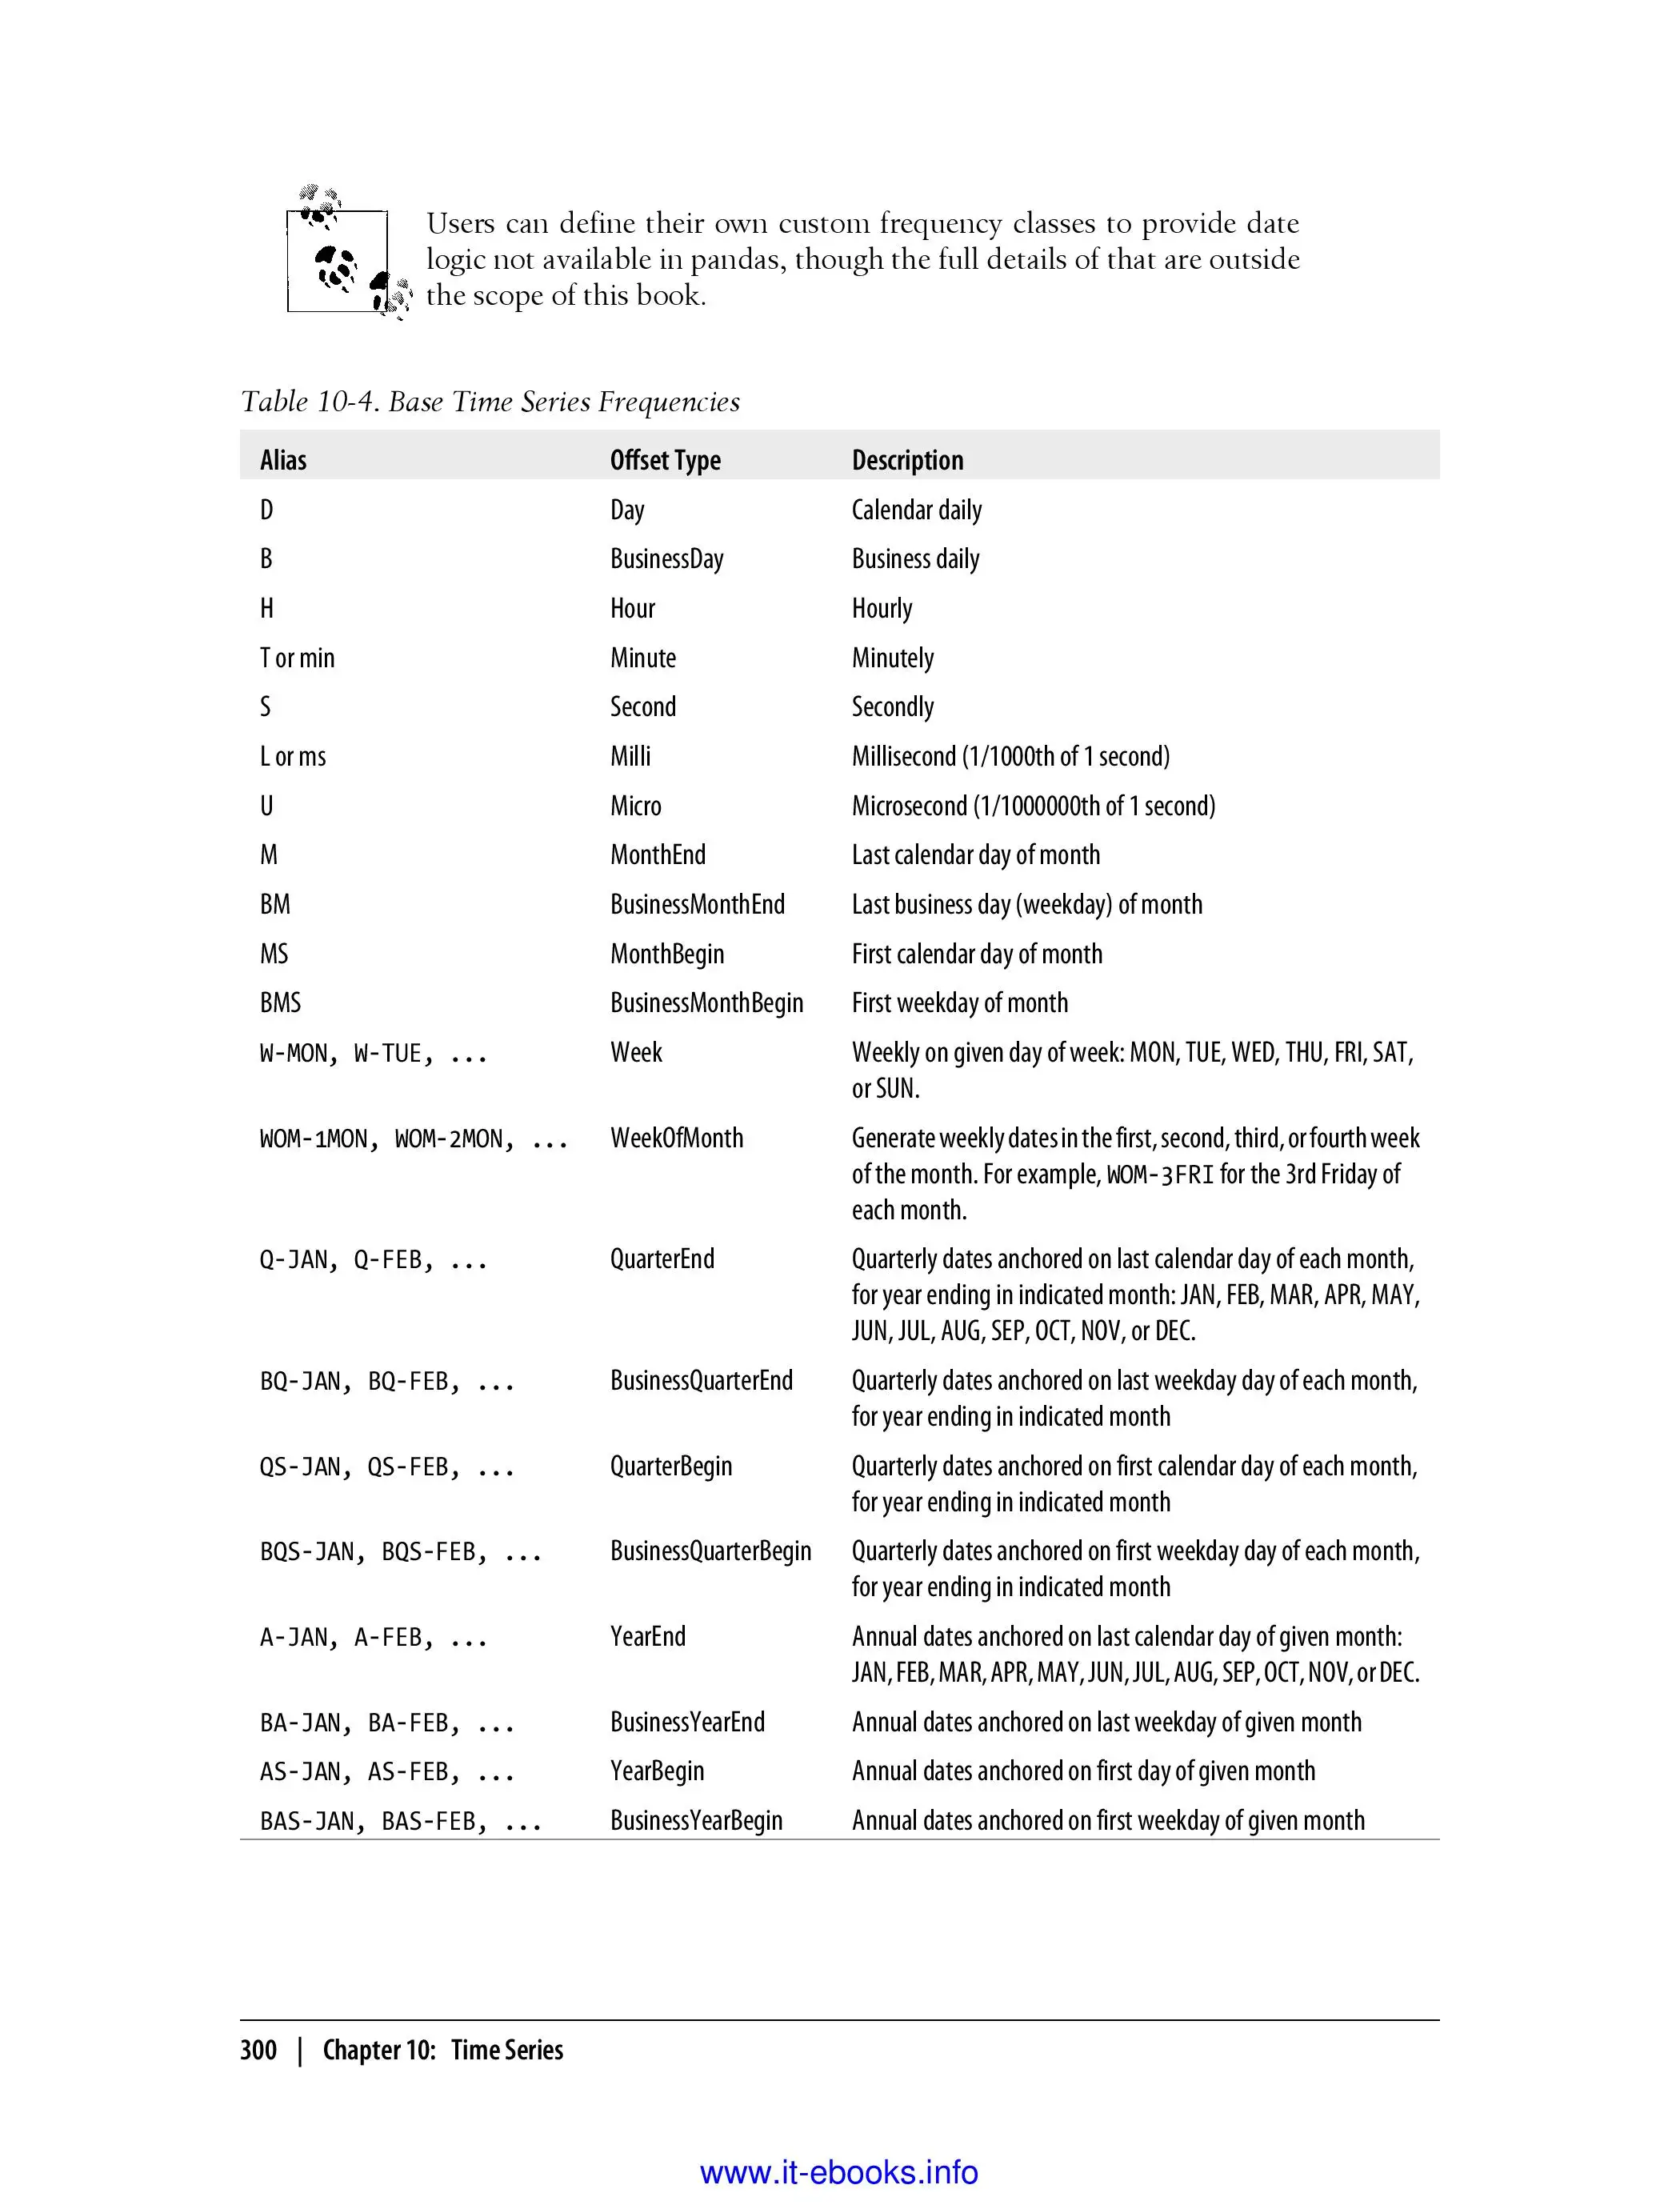 Users can define their own custom frequency classes to provide date
logic not available in pandas, though the full details of that are outside
the scope of this book.
Table 10-4. Base Time Series Frequencies
Alias Offset Type Description
D Day Calendar daily
B BusinessDay Business daily
H Hour Hourly
T or min Minute Minutely
S Second Secondly
L or ms Milli Millisecond (1/1000th of 1 second)
U Micro Microsecond (1/1000000th of 1 second)
M MonthEnd Last calendar day of month
BM BusinessMonthEnd Last business day (weekday) of month
MS MonthBegin First calendar day of month
BMS BusinessMonthBegin First weekday of month
W-MON, W-TUE, ... Week Weekly on given day of week: MON, TUE, WED, THU, FRI, SAT,
or SUN.
WOM-1MON, WOM-2MON, ... WeekOfMonth Generate weekly dates in the first, second, third, or fourth week
of the month. For example, WOM-3FRI for the 3rd Friday of
each month.
Q-JAN, Q-FEB, ... QuarterEnd Quarterly dates anchored on last calendar day of each month,
for year ending in indicated month: JAN, FEB, MAR, APR, MAY,
JUN, JUL, AUG, SEP, OCT, NOV, or DEC.
BQ-JAN, BQ-FEB, ... BusinessQuarterEnd Quarterly dates anchored on last weekday day of each month,
for year ending in indicated month
QS-JAN, QS-FEB, ... QuarterBegin Quarterly dates anchored on first calendar day of each month,
for year ending in indicated month
BQS-JAN, BQS-FEB, ... BusinessQuarterBegin Quarterly dates anchored on first weekday day of each month,
for year ending in indicated month
A-JAN, A-FEB, ... YearEnd Annual dates anchored on last calendar day of given month:
JAN, FEB, MAR, APR, MAY, JUN, JUL, AUG, SEP, OCT, NOV, or DEC.
BA-JAN, BA-FEB, ... BusinessYearEnd Annual dates anchored on last weekday of given month
AS-JAN, AS-FEB, ... YearBegin Annual dates anchored on first day of given month
BAS-JAN, BAS-FEB, ... BusinessYearBegin Annual dates anchored on first weekday of given month
300 | Chapter 10: Time Series
www.it-ebooks.info